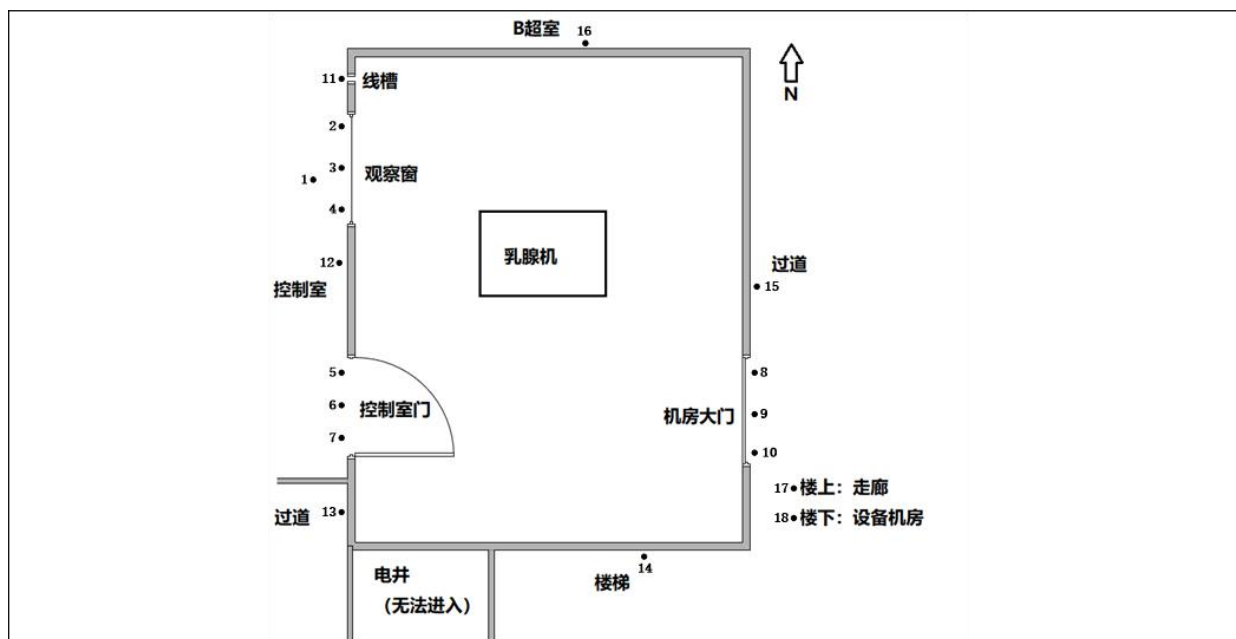 B超室 16
11 线槽
N
2
3 观察窗
1
4
乳腺机
12
过道
控制室
15
5
8
6 控制室门
机房大门 9
7
10
17 楼上：走廊
过道 13
18 楼下：设备机房
14
电井
楼梯
（无法进入）